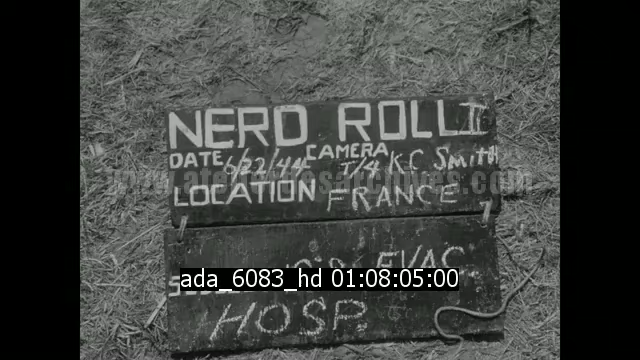 NERD ROLL II
DATE 6/22/44 CAMERA T/4 K.C Smith
LOCATION FRANCE
EVAC
ada_6083_hd 01:08:05:00
HOSP.